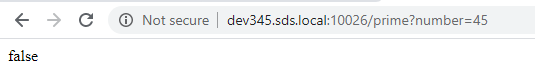 Not secure | dev345.sds.local:10026/prime?number=45
false